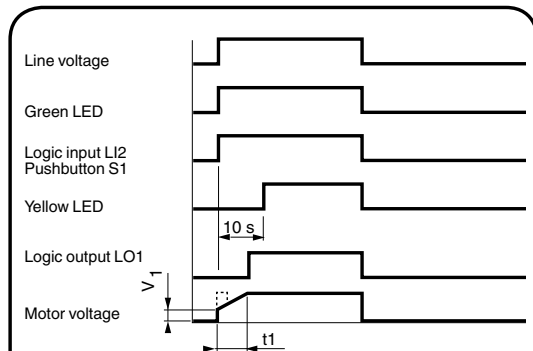 Line voltage
Green LED
Logic input LI2
Pushbutton S1
Yellow LED
10 s
Logic output LO1
V1
Motor voltage
t1